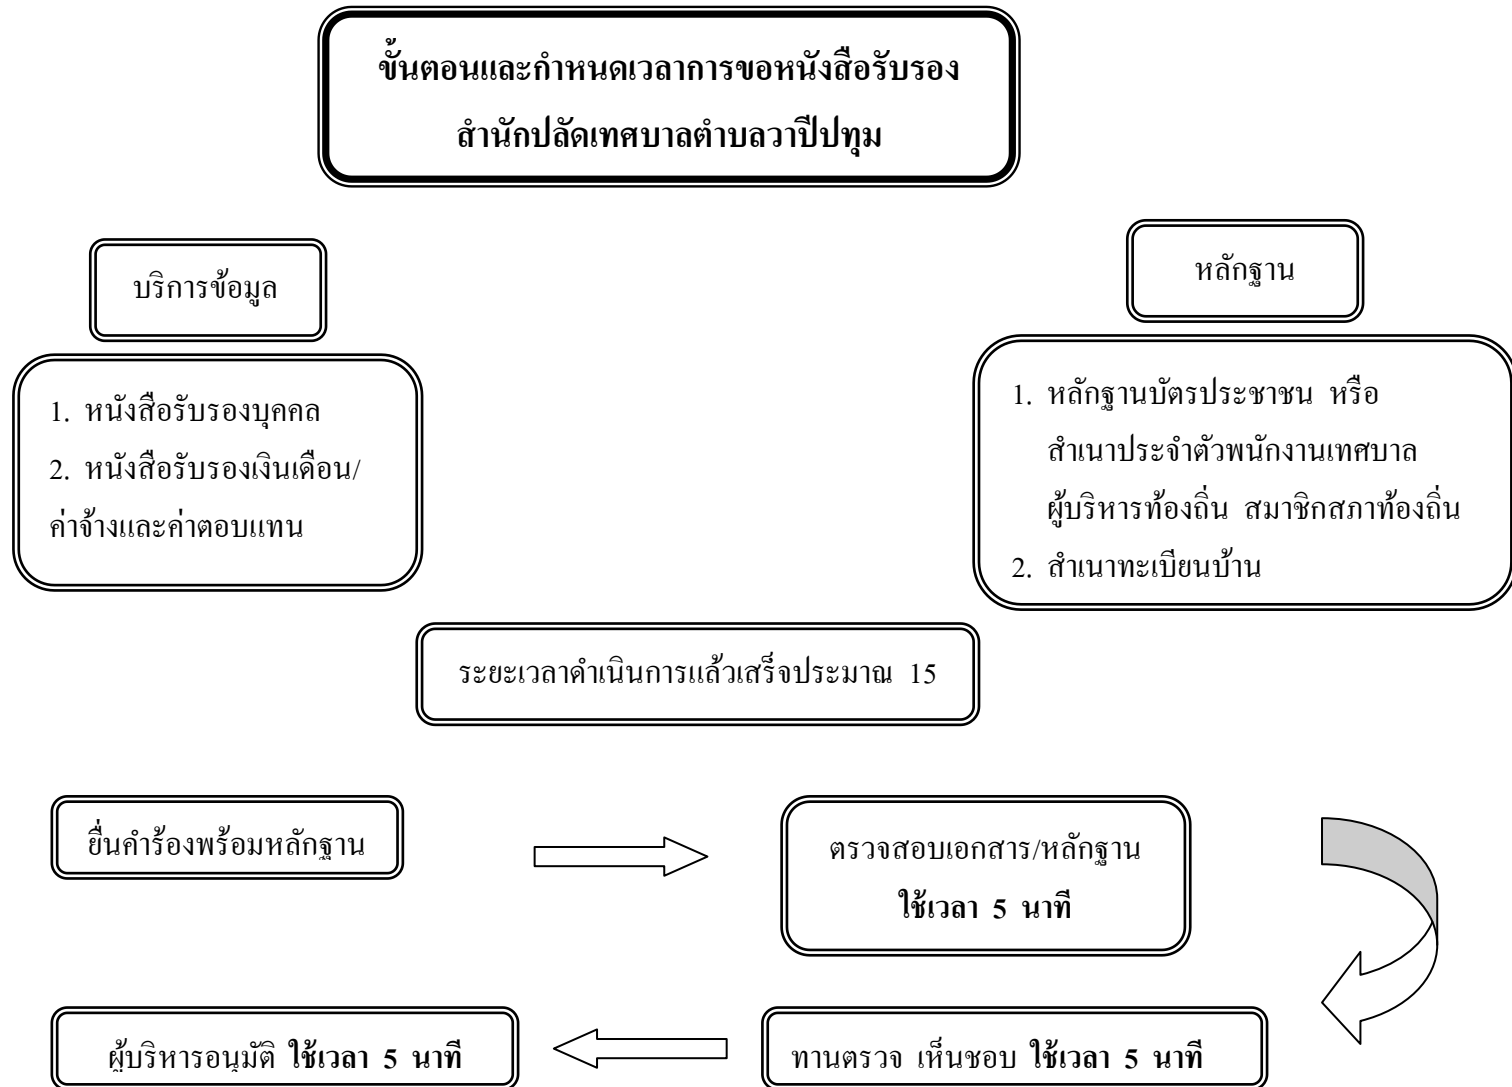 ขั้นตอนและกำหนดเวลาการขอหนังสือรับรอง
สำนักปลัดเทศบาลตำบลวาปีปทุม
บริการข้อมูล
1. หนังสือรับรองบุคคล
2. หนังสือรับรองเงินเดือน/
ค่าจ้างและค่าตอบแทน
หลักฐาน
1. หลักฐานบัตรประชาชน หรือ
สำเนาประจำตัวพนักงานเทศบาล
ผู้บริหารท้องถิ่น สมาชิกสภาท้องถิ่น
2. สำเนาทะเบียนบ้าน
ระยะเวลาดำเนินการแล้วเสร็จประมาณ 15
ยื่นคำร้องพร้อมหลักฐาน
ตรวจสอบเอกสาร/หลักฐาน
ใช้เวลา 5 นาที
ทานตรวจ เห็นชอบ ใช้เวลา 5 นาที
ผู้บริหารอนุมัติ ใช้เวลา 5 นาที